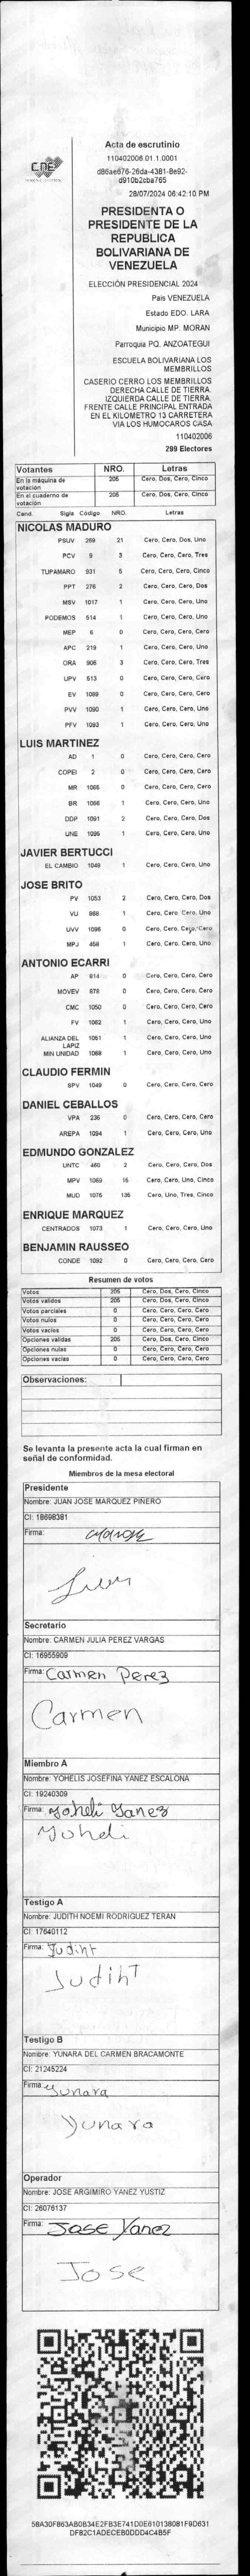 CNE
Acta de escrutinio
110402006.01.1.0001
d86ae676-26da-4381-8e92-
d910b2cba765
28/07/2024 06:42:10 PM
PRESIDENTA O
PRESIDENTE DE LA
REPUBLICA
BOLIVARIANA DE
VENEZUELA
ELECCIÓN PRESIDENCIAL 2024
País VENEZUELA
Estado EDO. LARA
Municipio MP. MORAN
Parroquia PQ. ANZOATEGUI
ESCUELA BOLIVARIANA LOS
MEMBRILLOS
CASERIO CERRO LOS MEMBRILLOS
DERECHA CALLE DE TIERRA.
IZQUIERDA CALLE DE TIERRA.
FRENTE CALLE PRINCIPAL ENTRADA
EN EL KILOMETRO 13 CARRETERA
VIA LOS HUMOCAROS CASA
110402006
299 Electores
Votantes NRO. Letras
En la máquina de votación 205 Cero, Dos, Cero, Cinco
En el cuaderno de votación 205 Cero, Dos, Cero, Cinco
Cand. Sigla Código NRO. Letras
NICOLAS MADURO
PSUV 269 21 Cero, Cero, Dos, Uno
PCV 9 3 Cero, Cero, Cero, Tres
TUPAMARO 931 5 Cero, Cero, Cero, Cinco
PPT 276 2 Cero, Cero, Cero, Dos
MSV 1017 1 Cero, Cero, Cero, Uno
PODEMOS 514 1 Cero, Cero, Cero, Uno
MEP 6 0 Cero, Cero, Cero, Cero
APC 219 1 Cero, Cero, Cero, Uno
ORA 906 3 Cero, Cero, Cero, Tres
UPV 513 0 Cero, Cero, Cero, Cero
EV 1089 0 Cero, Cero, Cero, Cero
PVV 1090 1 Cero, Cero, Cero, Uno
PFV 1093 1 Cero, Cero, Cero, Uno
LUIS MARTINEZ
AD 1 0 Cero, Cero, Cero, Cero
COPEI 2 0 Cero, Cero, Cero, Cero
MR 1065 0 Cero, Cero, Cero, Cero
BR 1066 1 Cero, Cero, Cero, Uno
DDP 1091 2 Cero, Cero, Cero, Dos
UNE 1095 1 Cero, Cero, Cero, Uno
JAVIER BERTUCCI
EL CAMBIO 1048 1 Cero, Cero, Cero, Uno
JOSE BRITO
PV 1053 2 Cero, Cero, Cero, Dos
VU 868 1 Cero, Cero, Cero, Uno
UVV 1096 0 Cero, Cero, Cero, Cero
MPJ 458 1 Cero, Cero, Cero, Uno
ANTONIO ECARRI
AP 814 0 Cero, Cero, Cero, Cero
MOVEV 878 0 Cero, Cero, Cero, Cero
CMC 1050 0 Cero, Cero, Cero, Cero
FV 1062 1 Cero, Cero, Cero, Uno
ALIANZA DEL LAPIZ 1051 1 Cero, Cero, Cero, Uno
MIN UNIDAD 1068 1 Cero, Cero, Cero, Uno
CLAUDIO FERMIN
SPV 1049 0 Cero, Cero, Cero, Cero
DANIEL CEBALLOS
VPA 236 0 Cero, Cero, Cero, Cero
AREPA 1094 1 Cero, Cero, Cero, Uno
EDMUNDO GONZALEZ
UNTC 460 2 Cero, Cero, Cero, Dos
MPV 1069 15 Cero, Cero, Uno, Cinco
MUD 1075 135 Cero, Uno, Tres, Cinco
ENRIQUE MARQUEZ
CENTRADOS 1073 1 Cero, Cero, Cero, Uno
BENJAMIN RAUSSEO
CONDE 1092 0 Cero, Cero, Cero, Cero
Resumen de votos
Votos 205 Cero, Dos, Cero, Cinco
Votos válidos 205 Cero, Dos, Cero, Cinco
Votos parciales 0 Cero, Cero, Cero, Cero
Votos nulos 0 Cero, Cero, Cero, Cero
Votos vacíos 0 Cero, Cero, Cero, Cero
Opciones válidas 205 Cero, Dos, Cero, Cinco
Opciones nulas 0 Cero, Cero, Cero, Cero
Opciones vacías 0 Cero, Cero, Cero, Cero
Observaciones:
Se levanta la presente acta la cual firman en
señal de conformidad.
Miembros de la mesa electoral
Presidente
Nombre: JUAN JOSE MARQUEZ PINERO
CI: 18698381
Firma:
Juan
Secretario
Nombre: CARMEN JULIA PEREZ VARGAS
CI: 16955909
Firma: Carmen Perez
Carmen
Miembro A
Nombre: YOHELIS JOSEFINA YANEZ ESCALONA
CI: 19240309
Firma: Yoheli Yanez
Yoheli
Testigo A
Nombre: JUDITH NOEMI RODRIGUEZ TERAN
CI: 17640112
Firma: Judiht
Judiht
Testigo B
Nombre: YUNARA DEL CARMEN BRACAMONTE
CI: 21245224
Firma: Yunara
Yunara
Operador
Nombre: JOSE ARGIMIRO YANEZ YUSTIZ
CI: 26076137
Firma: Jose Yanez
Jose
58A30F863AB0B34E2FB3E741D0E610138081F9D631
DF82C1ADECEB0DDD4C4B5F